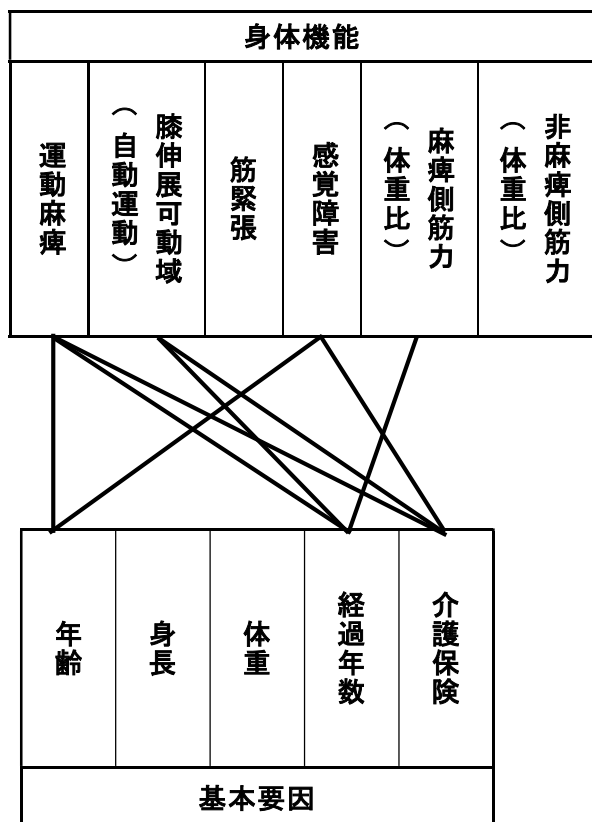 身体機能
運動麻痺
膝伸展可動域
（自動運動）
筋緊張
感覚障害
麻痺側筋力
（体重比）
非麻痺側筋力
（体重比）
年齢
身長
体重
経過年数
介護保険
基本要因